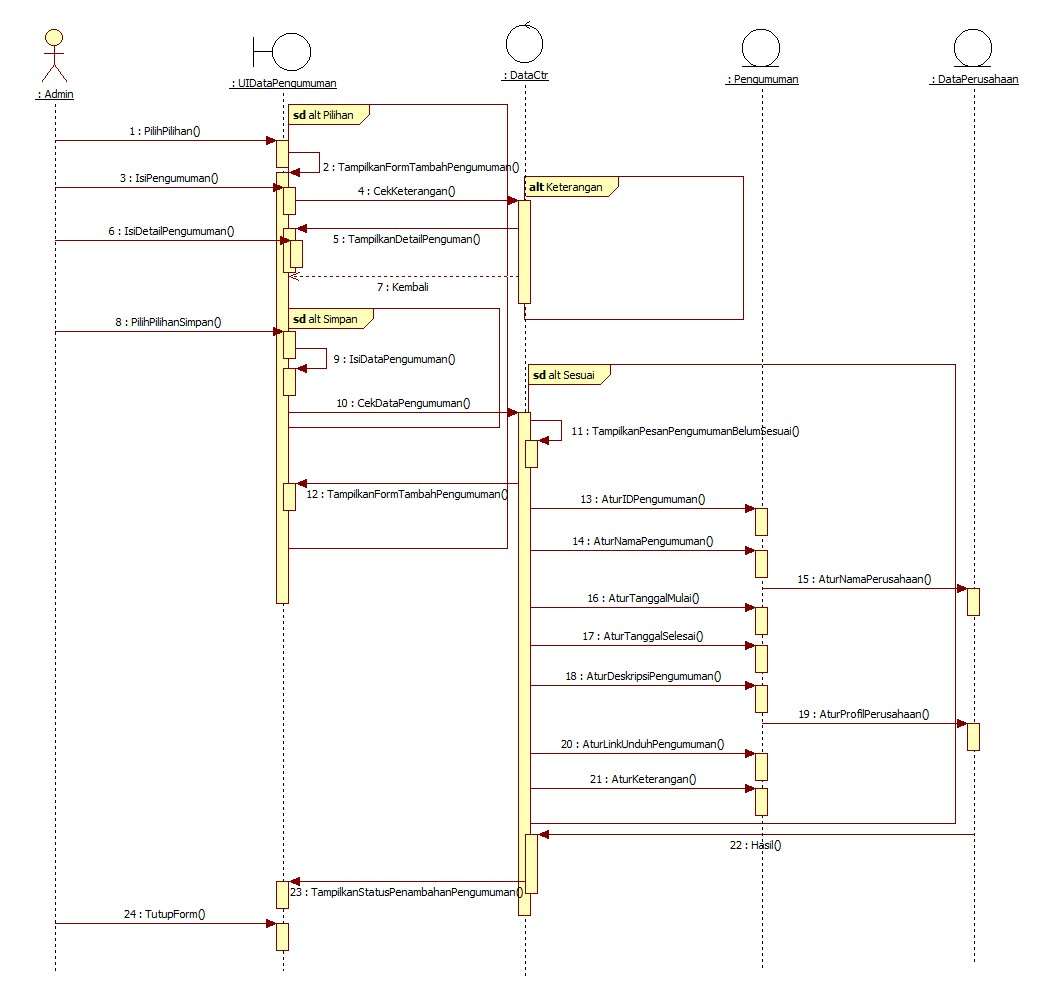 : Admin
: UIDataPengumuman
: DataCtr
: Pengumuman
: DataPerusahaan
sd alt Pilihan
1 : PilihPilihan()
2 : TampilkanFormTambahPengumuman()
3 : IsiPengumuman()
4 : CekKeterangan()
alt Keterangan
5 : TampilkanDetailPenguman()
6 : IsiDetailPengumuman()
7 : Kembali
sd alt Simpan
8 : PilihPilihanSimpan()
9 : IsiDataPengumuman()
sd alt Sesuai
10 : CekDataPengumuman()
11 : TampilkanPesanPengumumanBelumSesuai()
12 : TampilkanFormTambahPengumuman()
13 : AturIDPengumuman()
14 : AturNamaPengumuman()
15 : AturNamaPerusahaan()
16 : AturTanggalMulai()
17 : AturTanggalSelesai()
18 : AturDeskripsiPengumuman()
19 : AturProfilPerusahaan()
20 : AturLinkUnduhPengumuman()
21 : AturKeterangan()
22 : Hasil()
23 : TampilkanStatusPenambahanPengumuman()
24 : TutupForm()